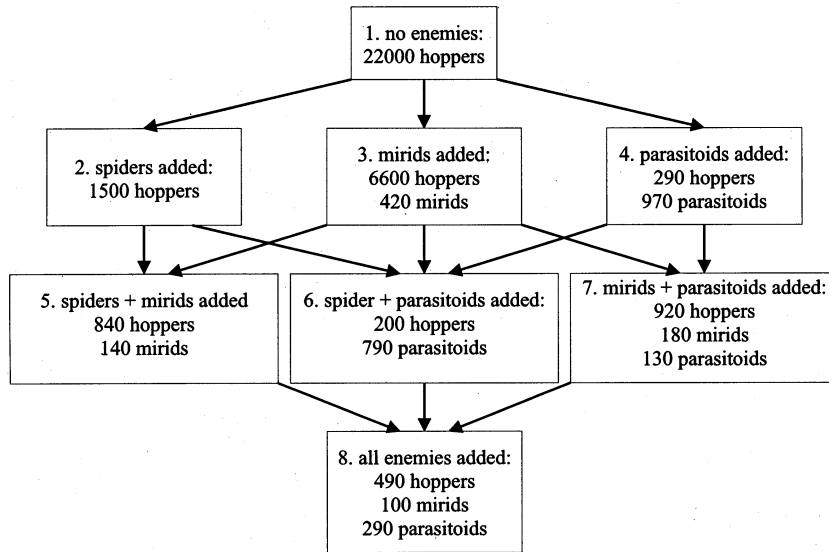 1. no enemies:
22000 hoppers
2. spiders added:
1500 hoppers
3. mirids added:
6600 hoppers
420 mirids
4. parasitoids added:
290 hoppers
970 parasitoids
5. spiders + mirids added
840 hoppers
140 mirids
6. spider + parasitoids added:
200 hoppers
790 parasitoids
7. mirids + parasitoids added:
920 hoppers
180 mirids
130 parasitoids
8. all enemies added:
490 hoppers
100 mirids
290 parasitoids